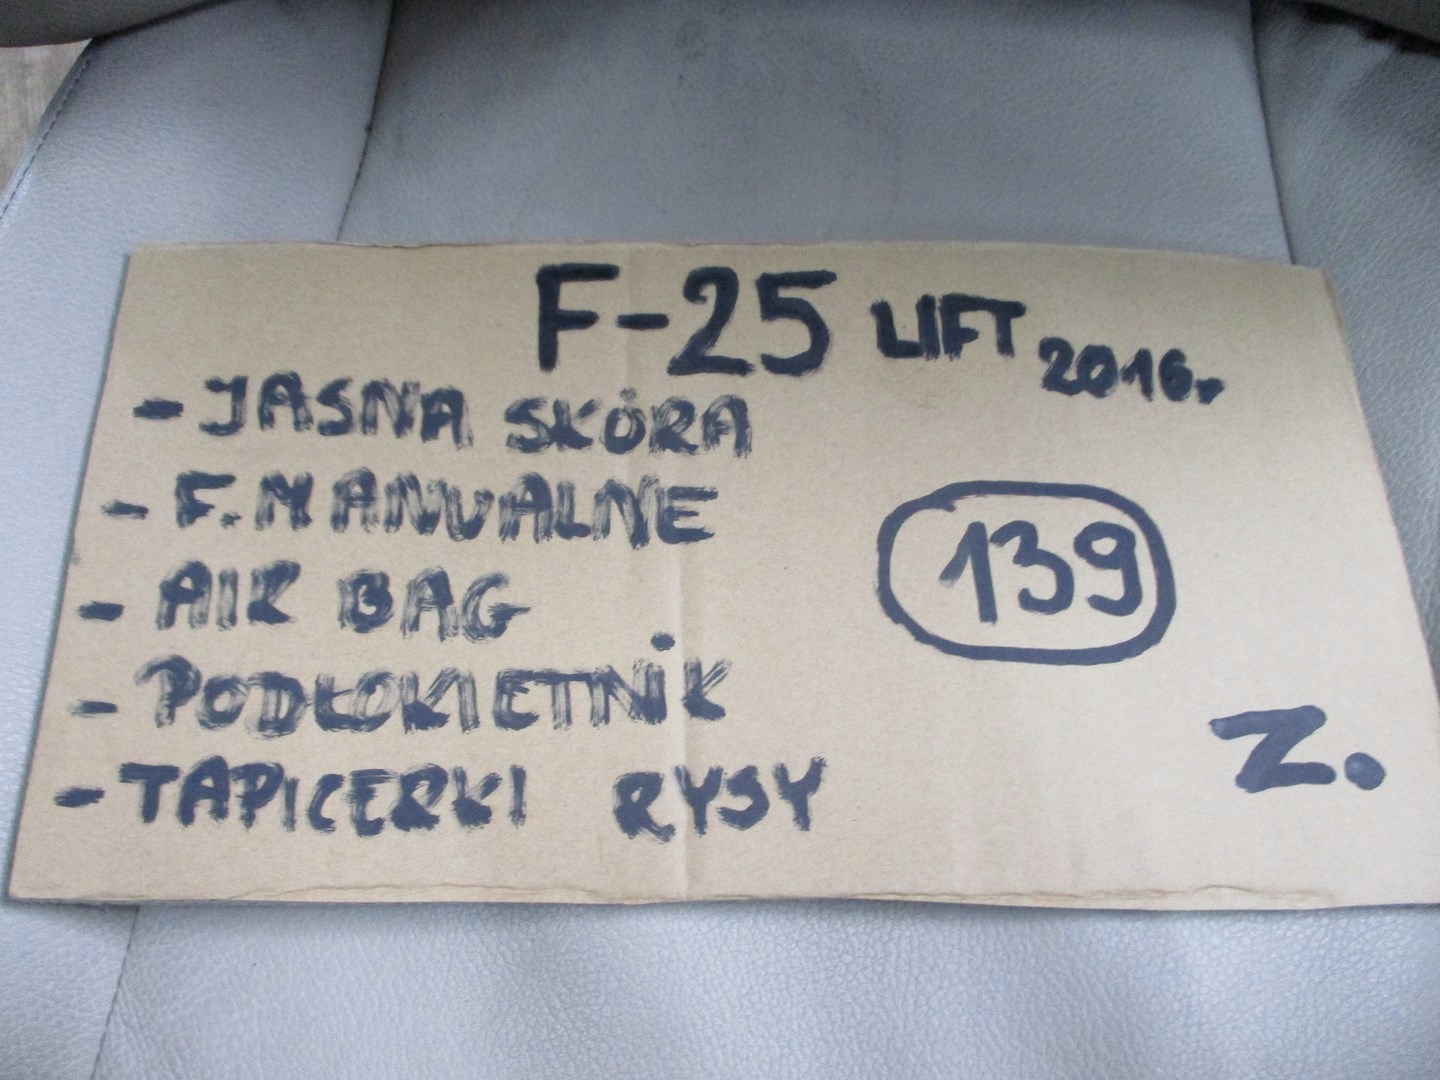 F-25 LIFT 2016r
- JASNA SKÓRA
- F. MANUALNE
- AIR BAG
- PODŁOKIETNIK
- TAPICERKI RYSY
139
Z.